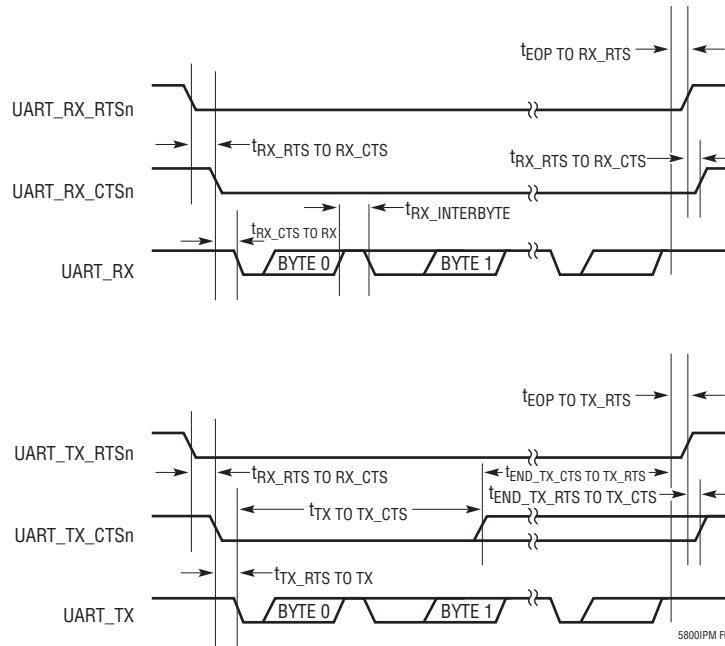 tEOP TO RX_RTS
UART_RX_RTSn
tRX_RTS TO RX_CTS
tRX_RTS TO RX_CTS
UART_RX_CTSn
tRX_INTERBYTE
tRX_CTS TO RX
UART_RX
BYTE 0
BYTE 1
tEOP TO TX_RTS
UART_TX_RTSn
tRX_RTS TO RX_CTS
tEND_TX_CTS TO TX_RTS
tEND_TX_RTS TO TX_CTS
tTX TO TX_CTS
UART_TX_CTSn
tTX_RTS TO TX
UART_TX
BYTE 0
BYTE 1
5800IPM